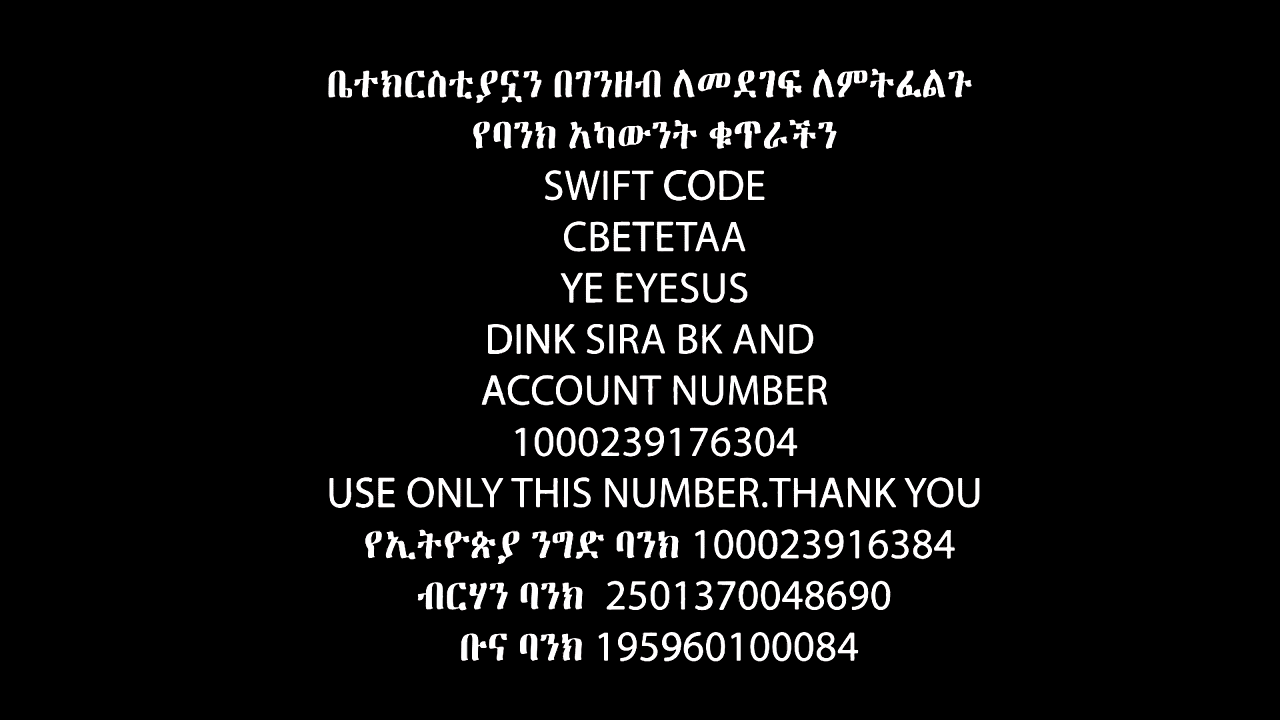 ቤተክርስቲያኗን በገንዘብ ለመደገፍ ለምትፈልጉ
የባንክ አካውንት ቁጥራችን
SWIFT CODE
CBETETAA
YE EYESUS
DINK SIRA BK AND
ACCOUNT NUMBER
1000239176304
USE ONLY THIS NUMBER.THANK YOU
የኢትዮጵያ ንግድ ባንክ 100023916384
ብርሃን ባንክ 2501370048690
ቡና ባንክ 195960100084